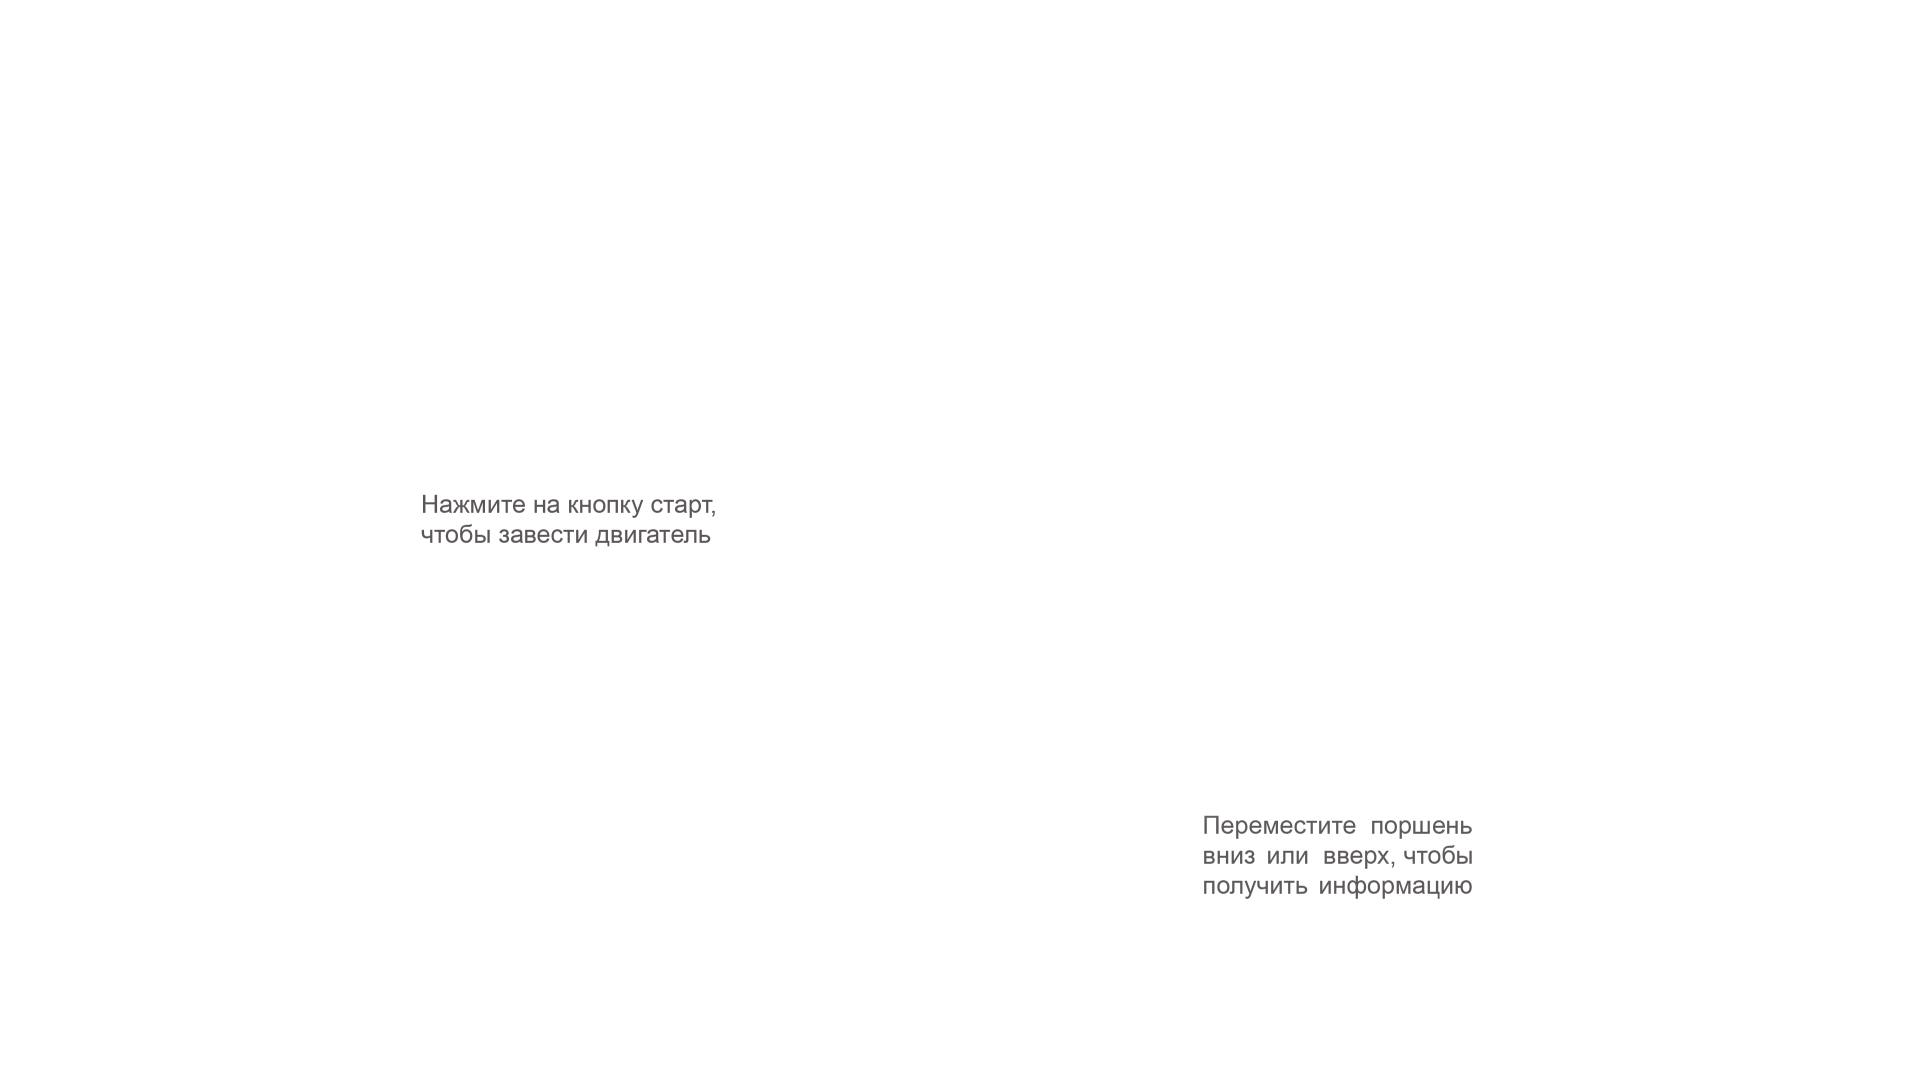 Нажмите на кнопку старт,
чтобы завести двигатель
Переместите поршень
вниз или вверх, чтобы
получить информацию